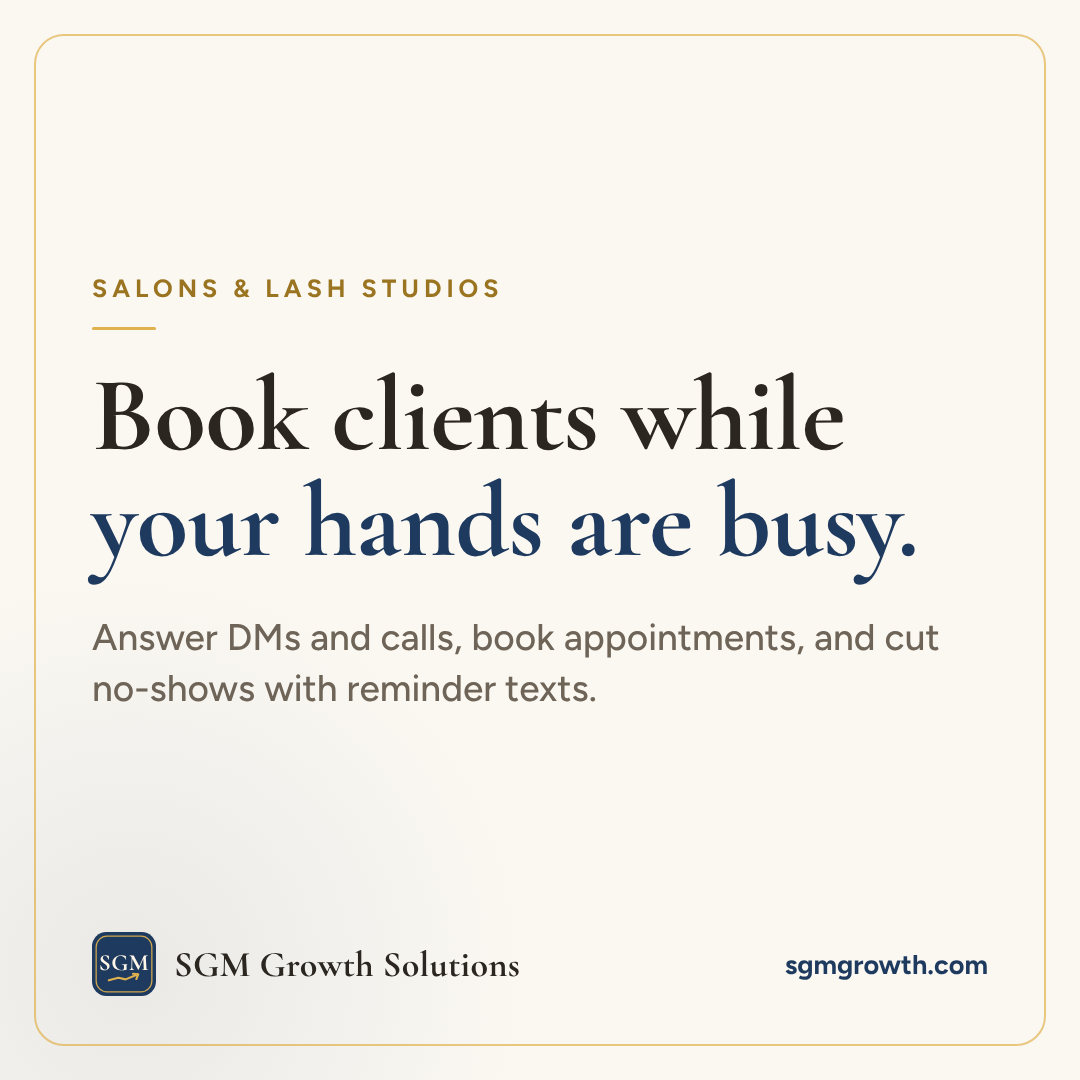 SALONS & LASH STUDIOS
Book clients while
your hands are busy.
Answer DMs and calls, book appointments, and cut
no-shows with reminder texts.
SGM
SGM Growth Solutions
sgmgrowth.com